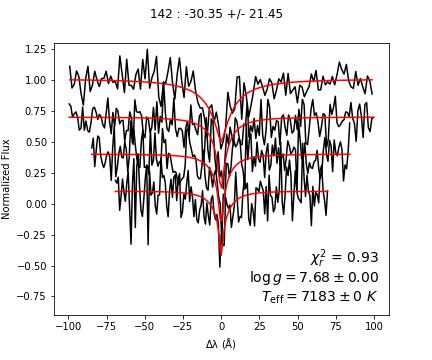 142 : -30.35 +/- 21.45
1.25
1.00
0.75
0.50
0.25
0.00
−0.25
−0.50
−0.75
Normalized Flux
χ²ᵣ = 0.93
log g = 7.68 ± 0.00
T_eff = 7183 ± 0 K
−100 −75 −50 −25 0 25 50 75 100
Δλ (Å)